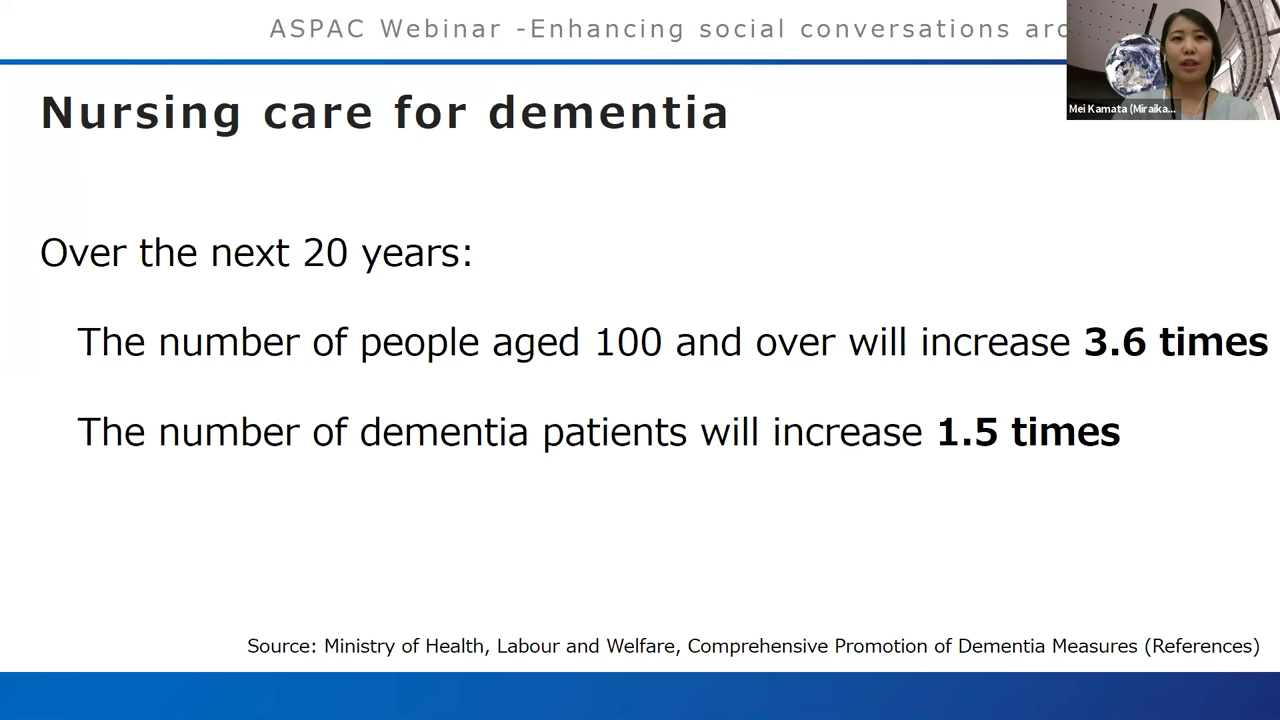 ASPAC Webinar -Enhancing social conversations
Mei Kamata (Miraika...
Nursing care for dementia
Over the next 20 years:
The number of people aged 100 and over will increase 3.6 times
The number of dementia patients will increase 1.5 times
Source: Ministry of Health, Labour and Welfare, Comprehensive Promotion of Dementia Measures (References)